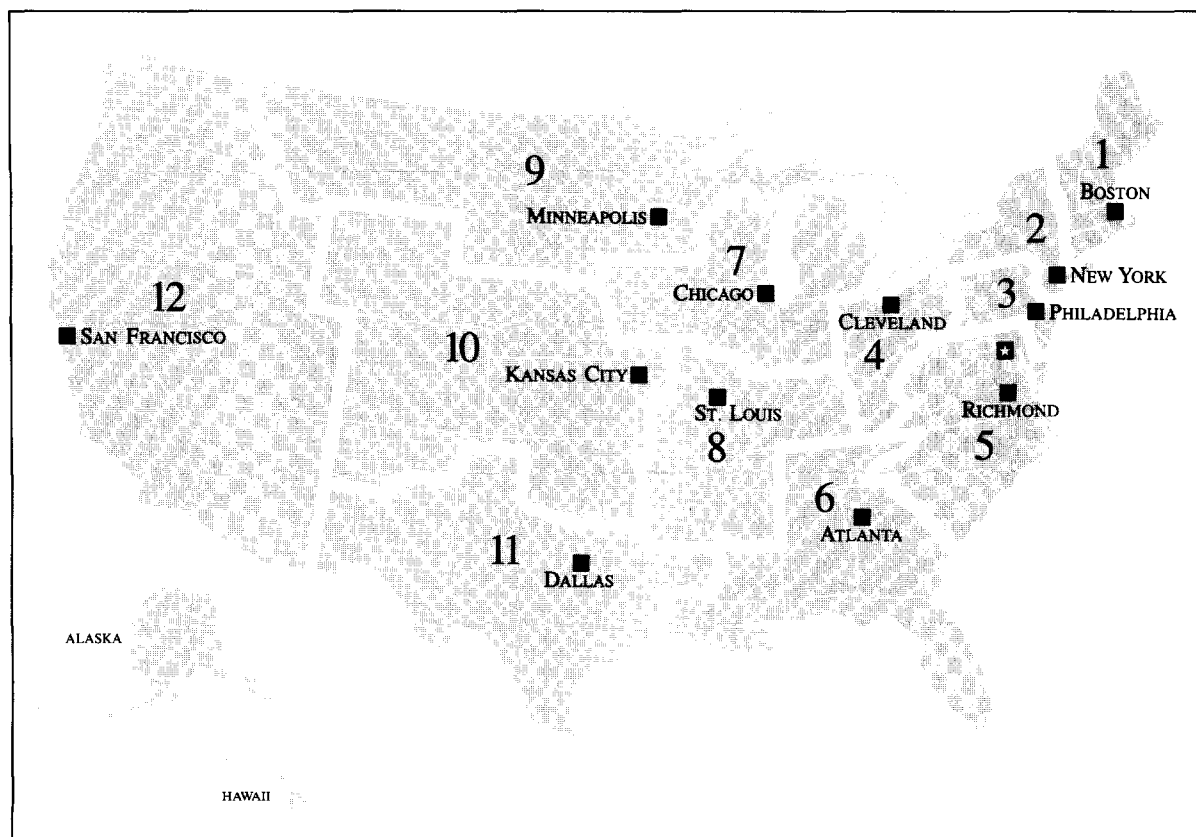 1
BOSTON
9
MINNEAPOLIS
2
7
NEW YORK
12
CHICAGO
3
PHILADELPHIA
CLEVELAND
SAN FRANCISCO
10
4
KANSAS CITY
ST. LOUIS
RICHMOND
8
5
6
ATLANTA
11
DALLAS
ALASKA
HAWAII